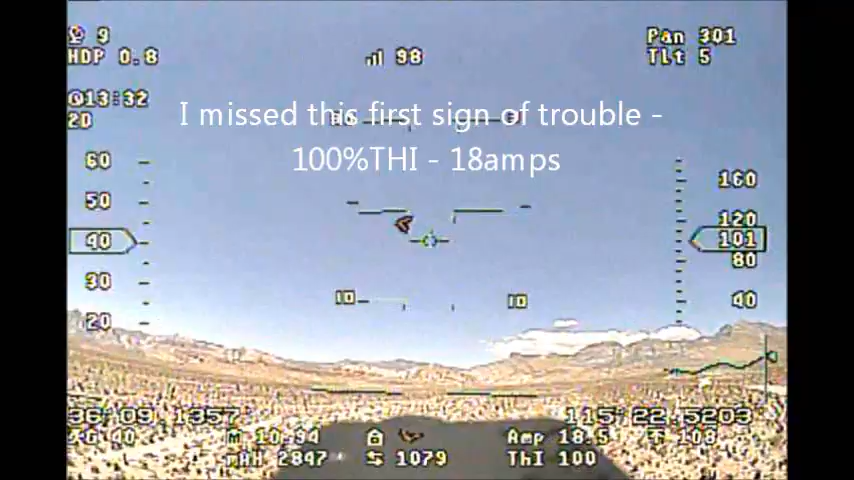 9
HDP 0.8
98
Pan 301
Tlt 5
13:32
20
I missed this first sign of trouble -
100%THI - 18amps
60
50
40
30
20
160
120
101
80
40
10 10
36°09.1357' 115°22.5203
40 m 10.94 Amp 18.5 108
mAH 2847 1079 ThI 100